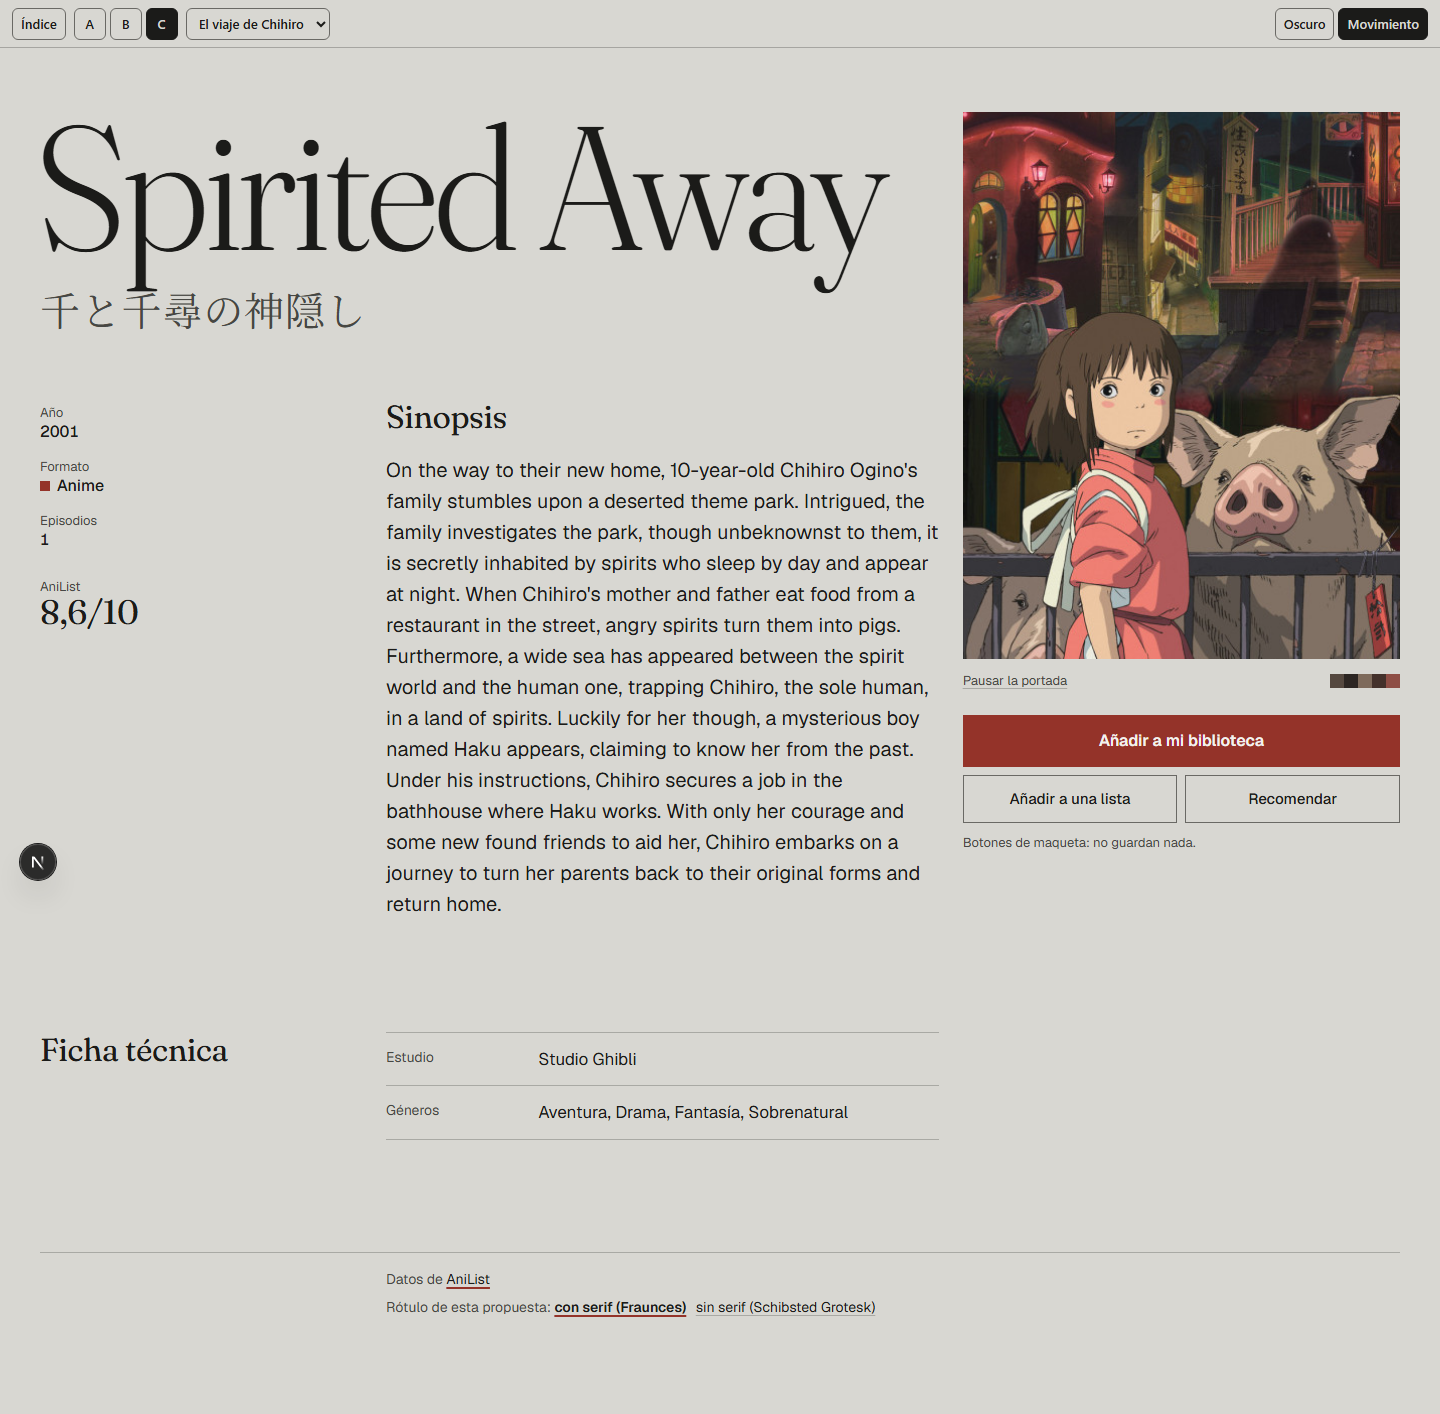 Índice
A
B
C
El viaje de Chihiro
Oscuro
Movimiento
Spirited Away
千と千尋の神隠し
Año
2001
Formato
Anime
Episodios
1
AniList
8,6/10
Sinopsis
On the way to their new home, 10-year-old Chihiro Ogino's
family stumbles upon a deserted theme park. Intrigued, the
family investigates the park, though unbeknownst to them, it
is secretly inhabited by spirits who sleep by day and appear
at night. When Chihiro's mother and father eat food from a
restaurant in the street, angry spirits turn them into pigs.
Furthermore, a wide sea has appeared between the spirit
world and the human one, trapping Chihiro, the sole human,
in a land of spirits. Luckily for her though, a mysterious boy
named Haku appears, claiming to know her from the past.
Under his instructions, Chihiro secures a job in the
bathhouse where Haku works. With only her courage and
some new found friends to aid her, Chihiro embarks on a
journey to turn her parents back to their original forms and
return home.
Pausar la portada
Añadir a mi biblioteca
Añadir a una lista
Recomendar
Botones de maqueta: no guardan nada.
N
Ficha técnica
Estudio
Studio Ghibli
Géneros
Aventura, Drama, Fantasía, Sobrenatural
Datos de AniList
Rótulo de esta propuesta: con serif (Fraunces) sin serif (Schibsted Grotesk)